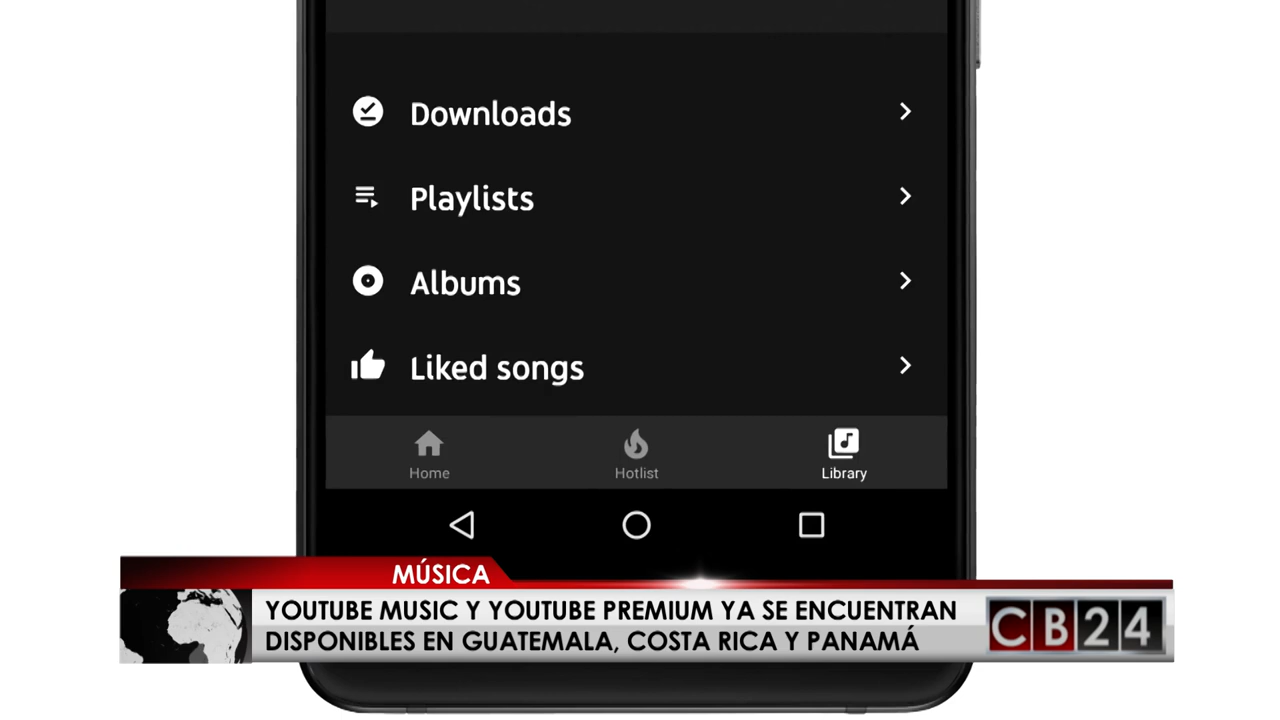 Downloads
Playlists
Albums
Liked songs
Home
Hotlist
Library
MÚSICA
YOUTUBE MUSIC Y YOUTUBE PREMIUM YA SE ENCUENTRAN
DISPONIBLES EN GUATEMALA, COSTA RICA Y PANAMÁ
CB24